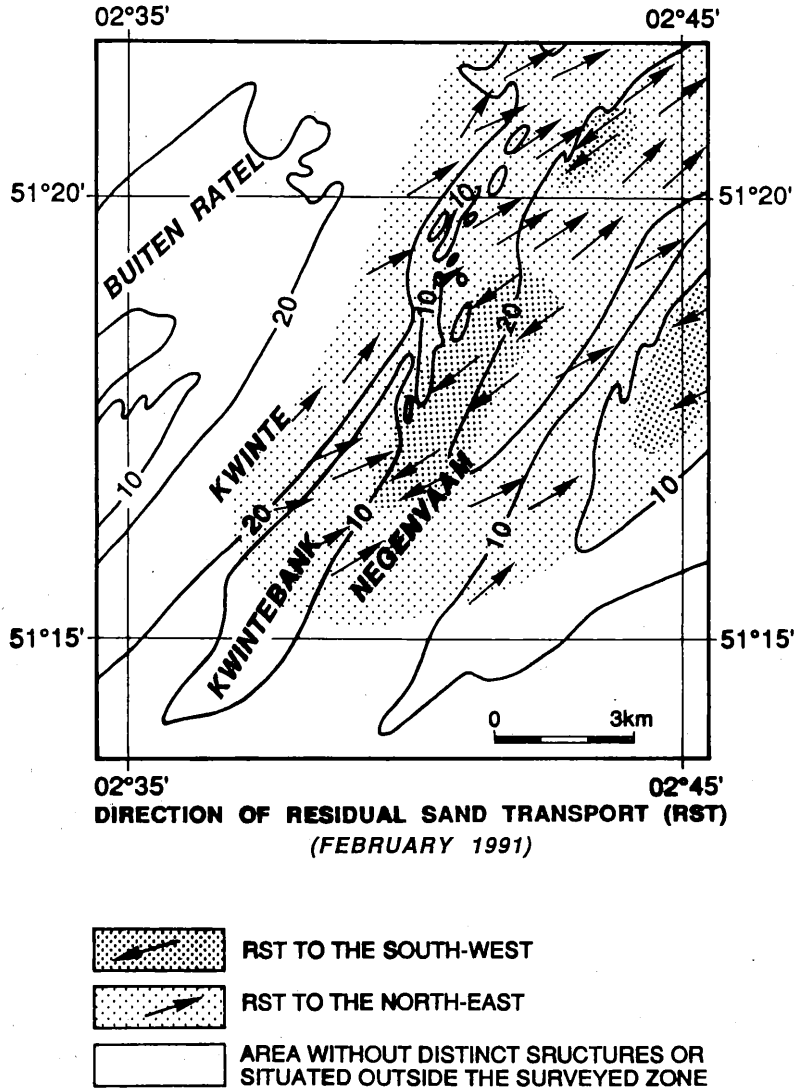 02°35'
02°45'
51°20'
51°20'
BUITEN RATEL
10
20
10
20
KWINTE
20
10
NEGENVAAM
10
10
10
KWINTEBANK
51°15'
51°15'
0 3km
02°35'
02°45'
DIRECTION OF RESIDUAL SAND TRANSPORT (RST)
(FEBRUARY 1991)
RST TO THE SOUTH-WEST
RST TO THE NORTH-EAST
AREA WITHOUT DISTINCT SRUCTURES OR
SITUATED OUTSIDE THE SURVEYED ZONE